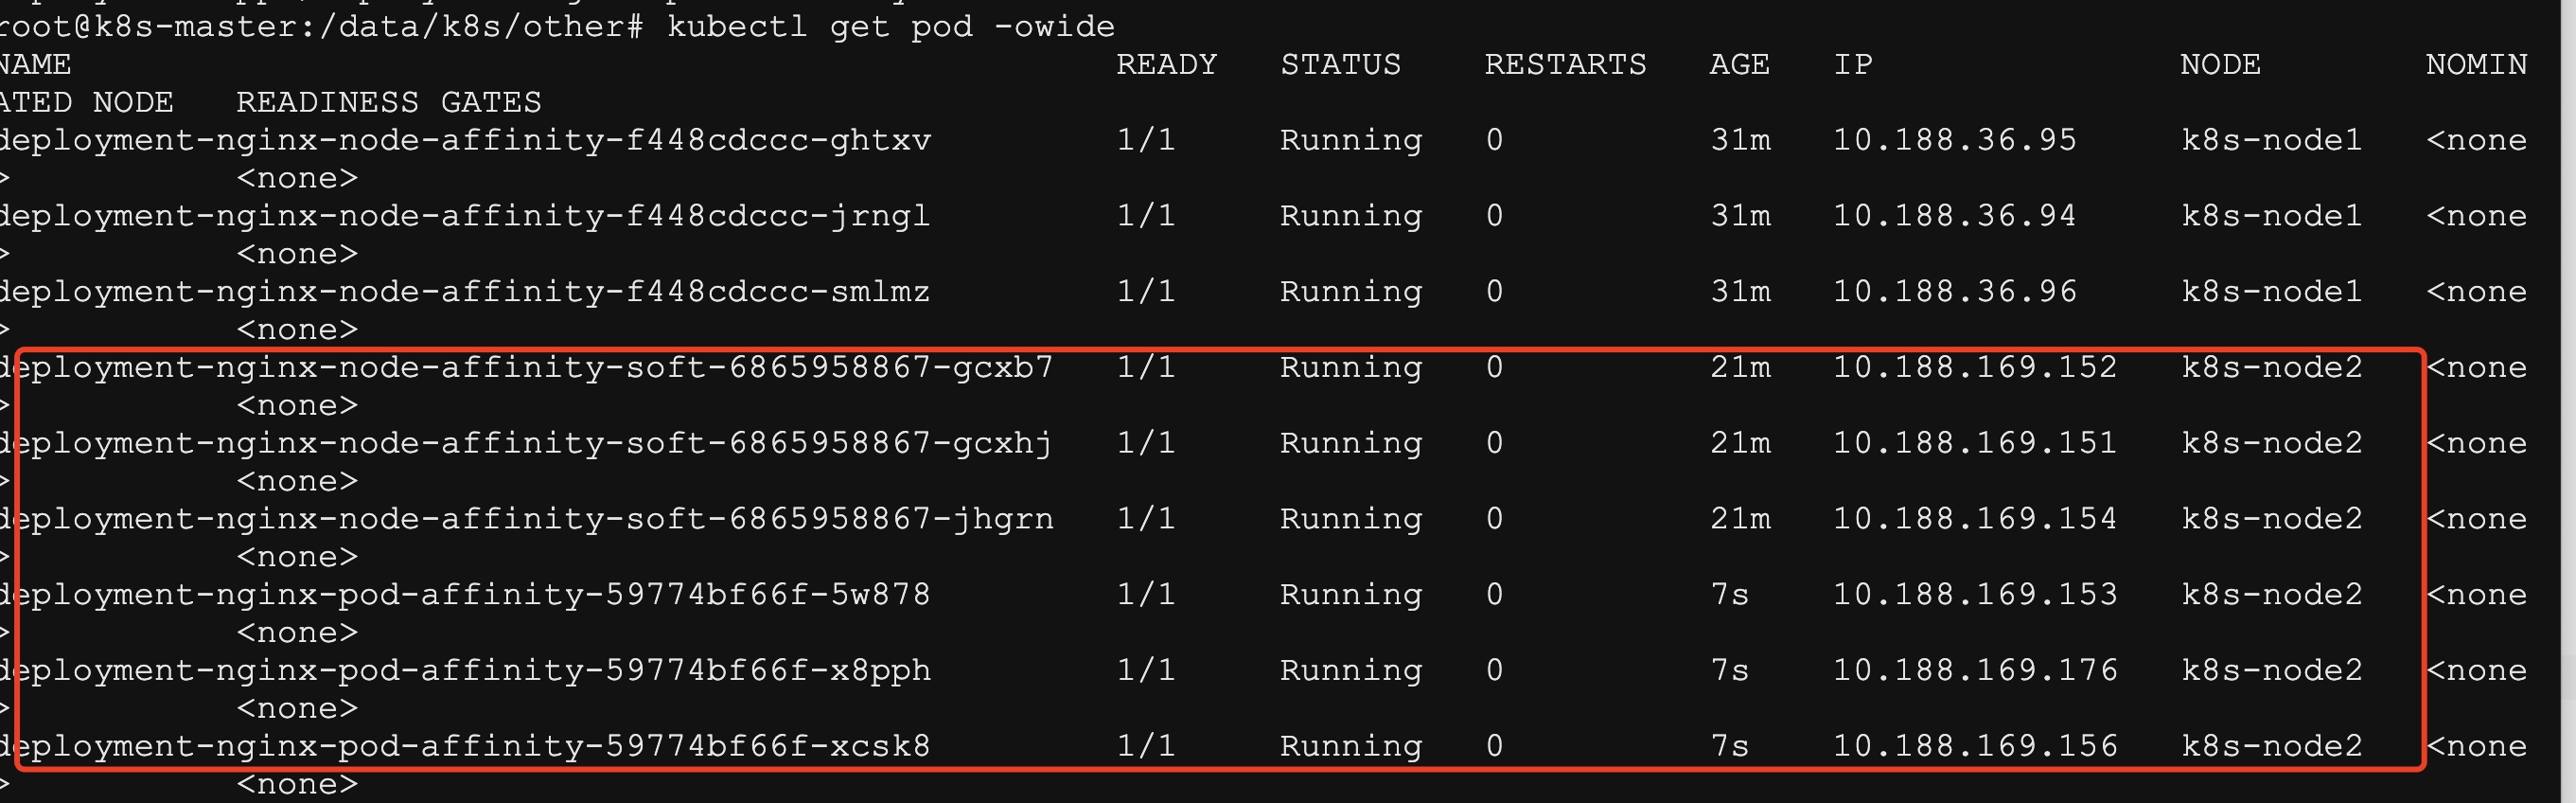 root@k8s-master:/data/k8s/other# kubectl get pod -owide
NAME READY STATUS RESTARTS AGE IP NODE NOMIN
ATED NODE READINESS GATES
deployment-nginx-node-affinity-f448cdccc-ghtxv 1/1 Running 0 31m 10.188.36.95 k8s-node1 <none
> <none>
deployment-nginx-node-affinity-f448cdccc-jrngl 1/1 Running 0 31m 10.188.36.94 k8s-node1 <none
> <none>
deployment-nginx-node-affinity-f448cdccc-smlmz 1/1 Running 0 31m 10.188.36.96 k8s-node1 <none
> <none>
deployment-nginx-node-affinity-soft-6865958867-gcxb7 1/1 Running 0 21m 10.188.169.152 k8s-node2 <none
> <none>
deployment-nginx-node-affinity-soft-6865958867-gcxhj 1/1 Running 0 21m 10.188.169.151 k8s-node2 <none
> <none>
deployment-nginx-node-affinity-soft-6865958867-jhgrn 1/1 Running 0 21m 10.188.169.154 k8s-node2 <none
> <none>
deployment-nginx-pod-affinity-59774bf66f-5w878 1/1 Running 0 7s 10.188.169.153 k8s-node2 <none
> <none>
deployment-nginx-pod-affinity-59774bf66f-x8pph 1/1 Running 0 7s 10.188.169.176 k8s-node2 <none
> <none>
deployment-nginx-pod-affinity-59774bf66f-xcsk8 1/1 Running 0 7s 10.188.169.156 k8s-node2 <none
> <none>